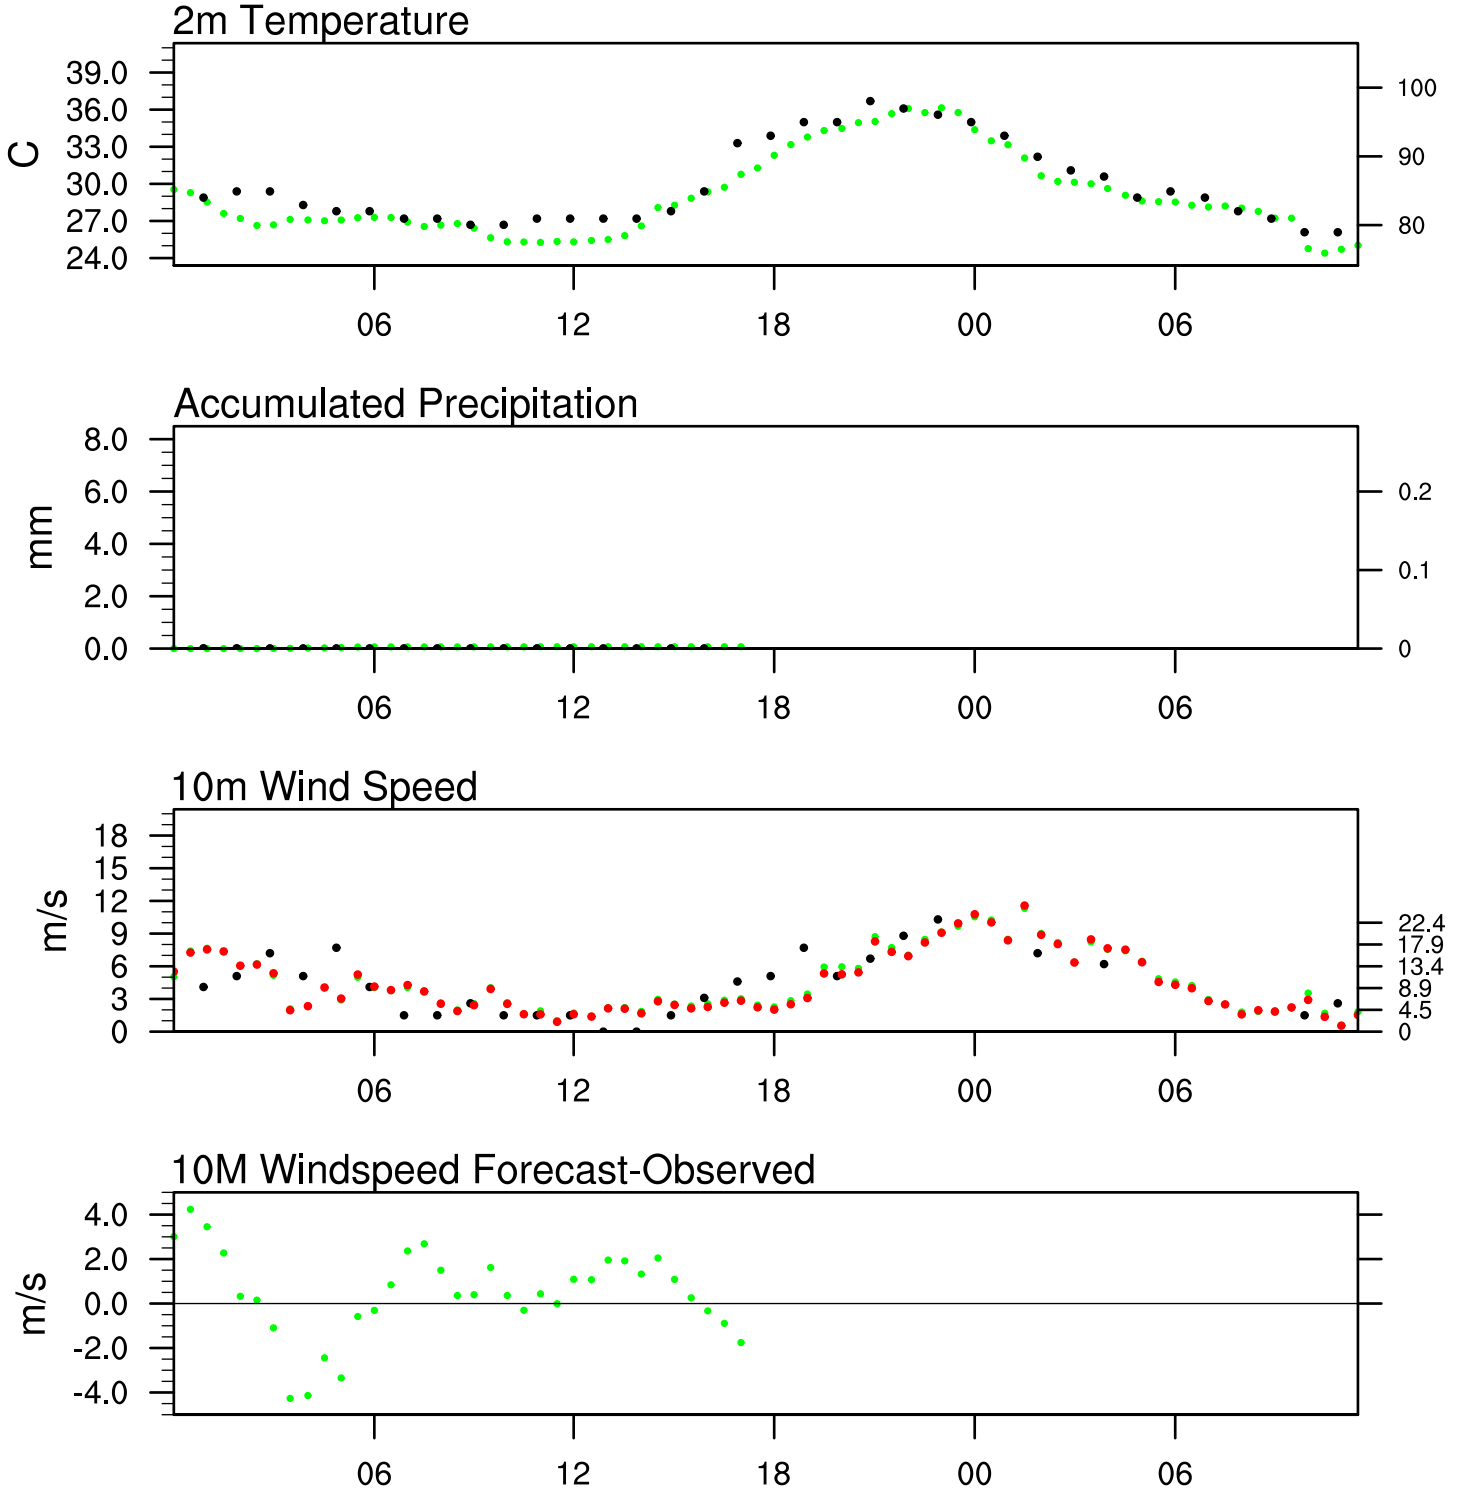 2m Temperature
C
39.0
36.0
33.0
30.0
27.0
24.0
100
90
80
06 12 18 00 06
Accumulated Precipitation
mm
8.0
6.0
4.0
2.0
0.0
0.2
0.1
0
06 12 18 00 06
10m Wind Speed
m/s
18
15
12
9
6
3
0
22.4
17.9
13.4
8.9
4.5
0
06 12 18 00 06
10M Windspeed Forecast-Observed
m/s
4.0
2.0
0.0
-2.0
-4.0
06 12 18 00 06